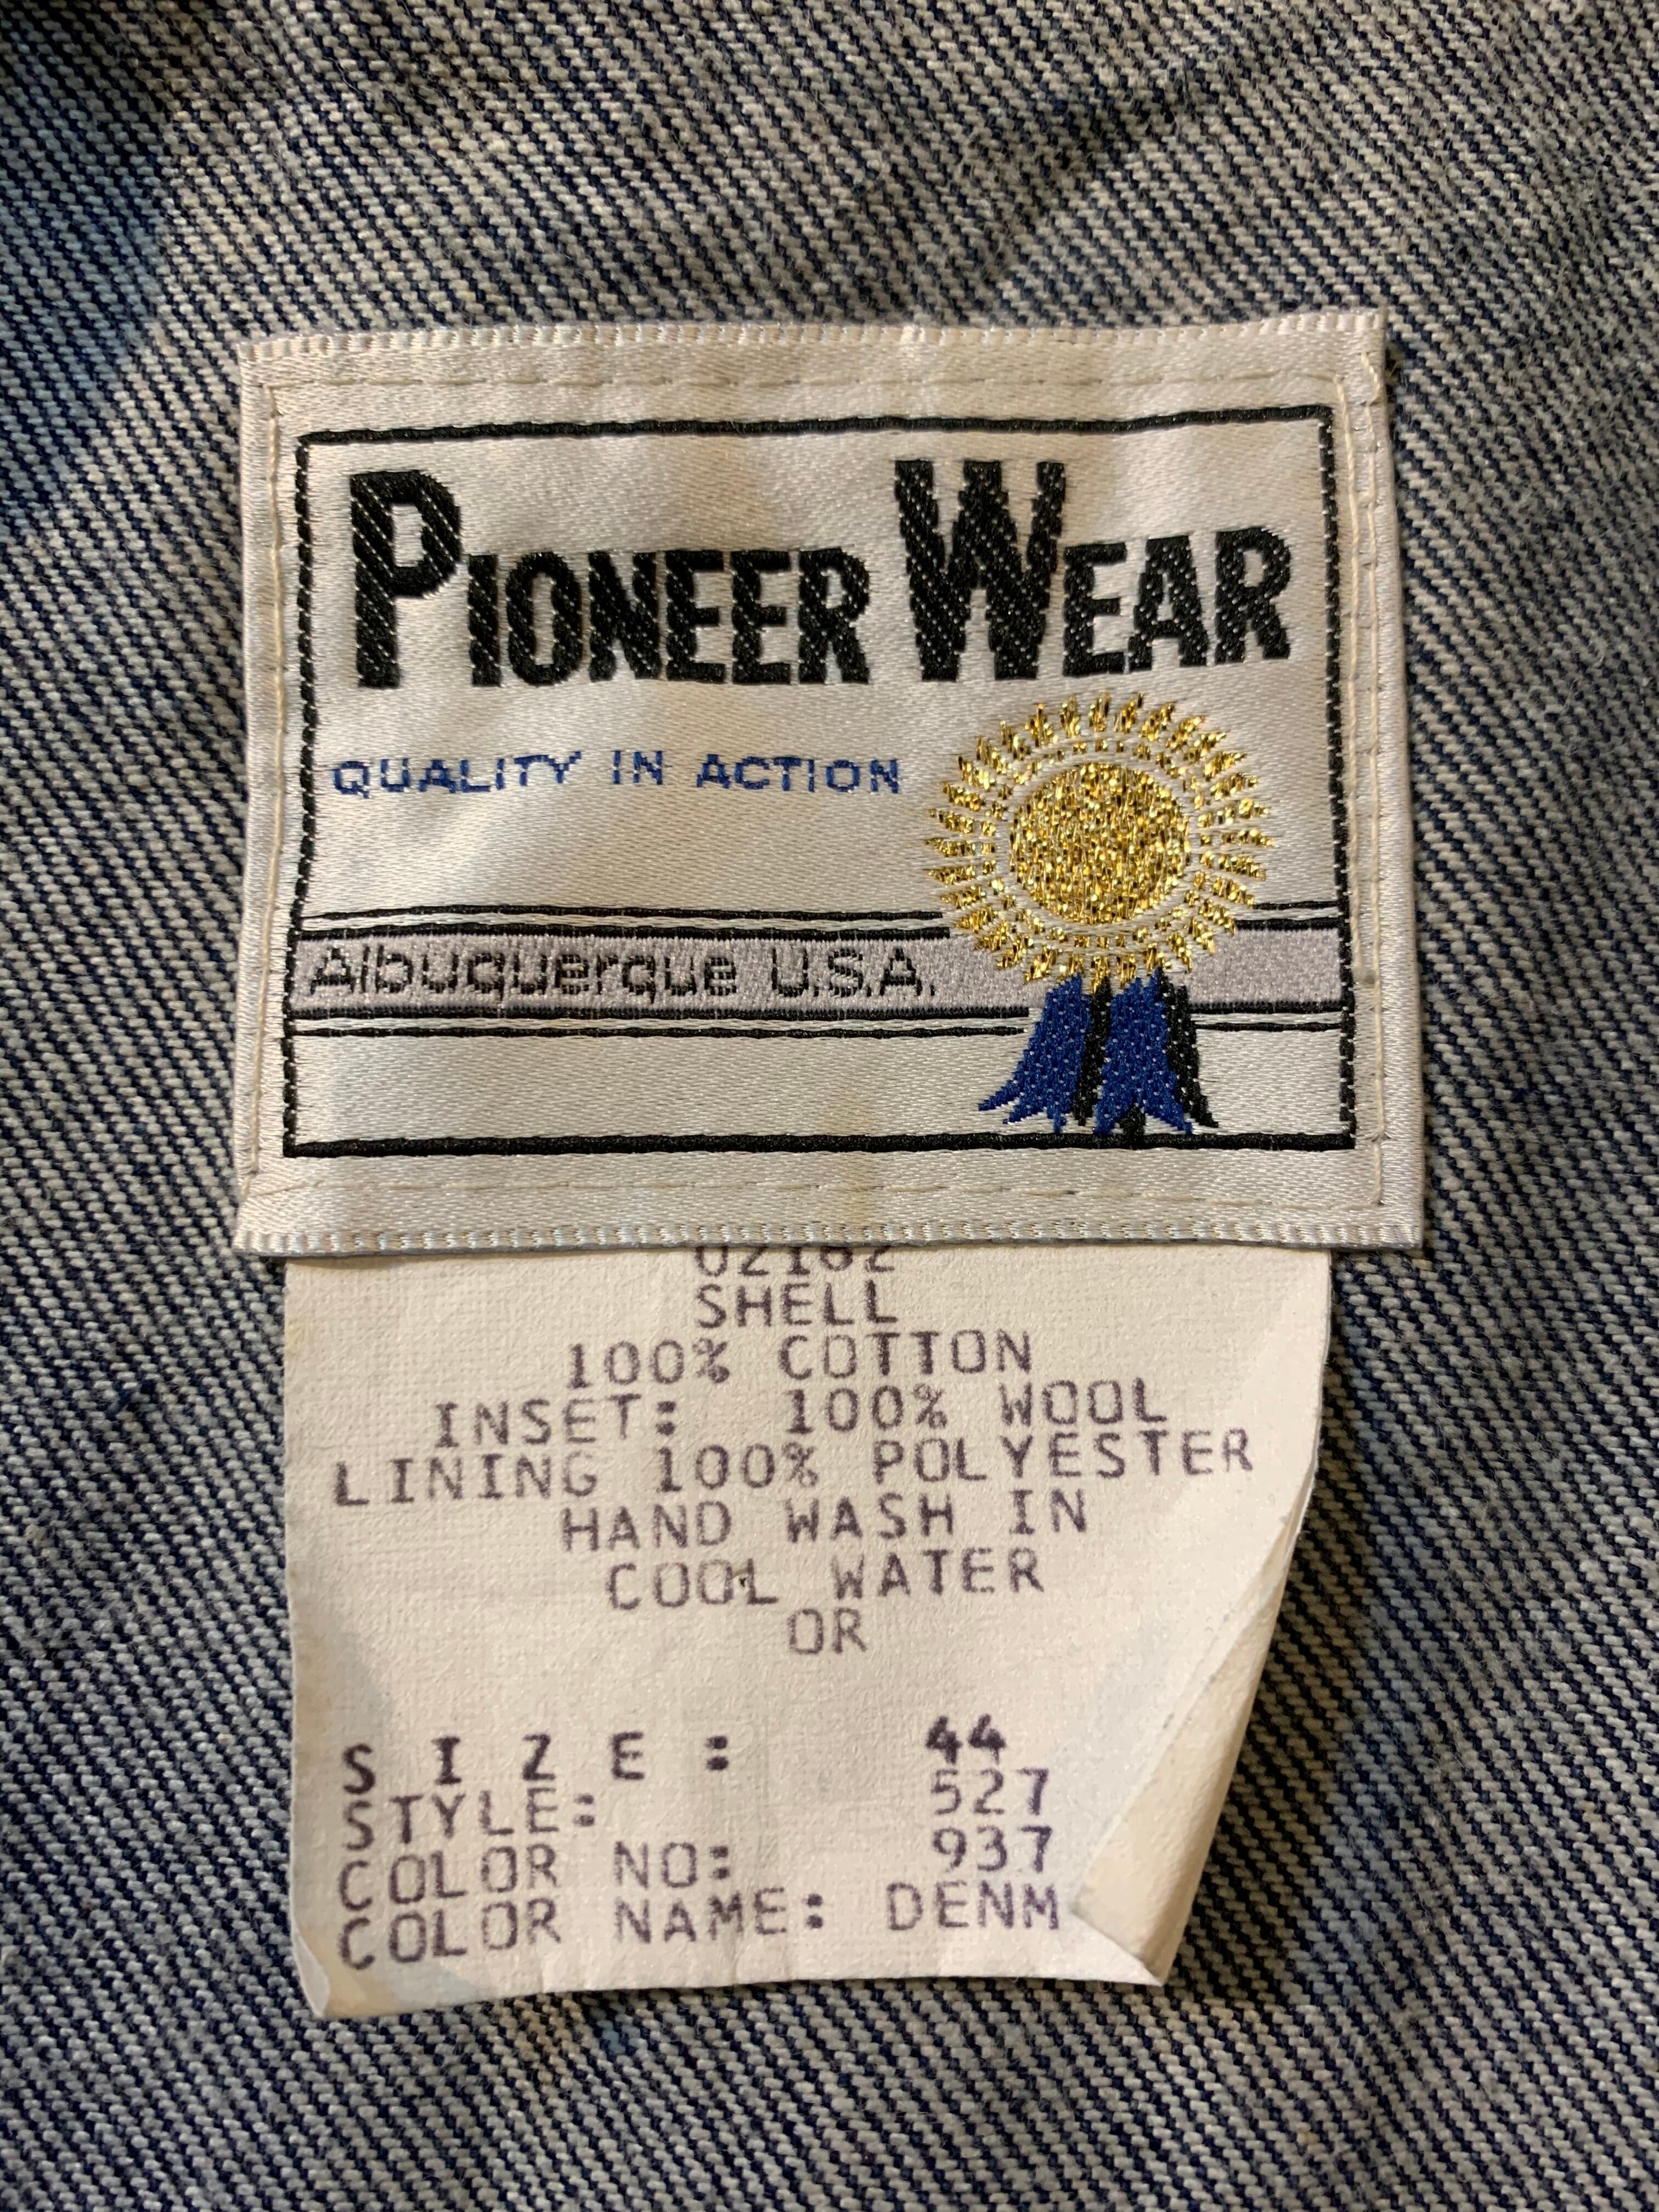 PIONEER WEAR
QUALITY IN ACTION
Albuquerque U.S.A.
02162
SHELL
100% COTTON
INSET: 100% WOOL
LINING 100% POLYESTER
HAND WASH IN
COOL WATER
OR
SIZE: 44
STYLE: 527
COLOR NO: 937
COLOR NAME: DENM